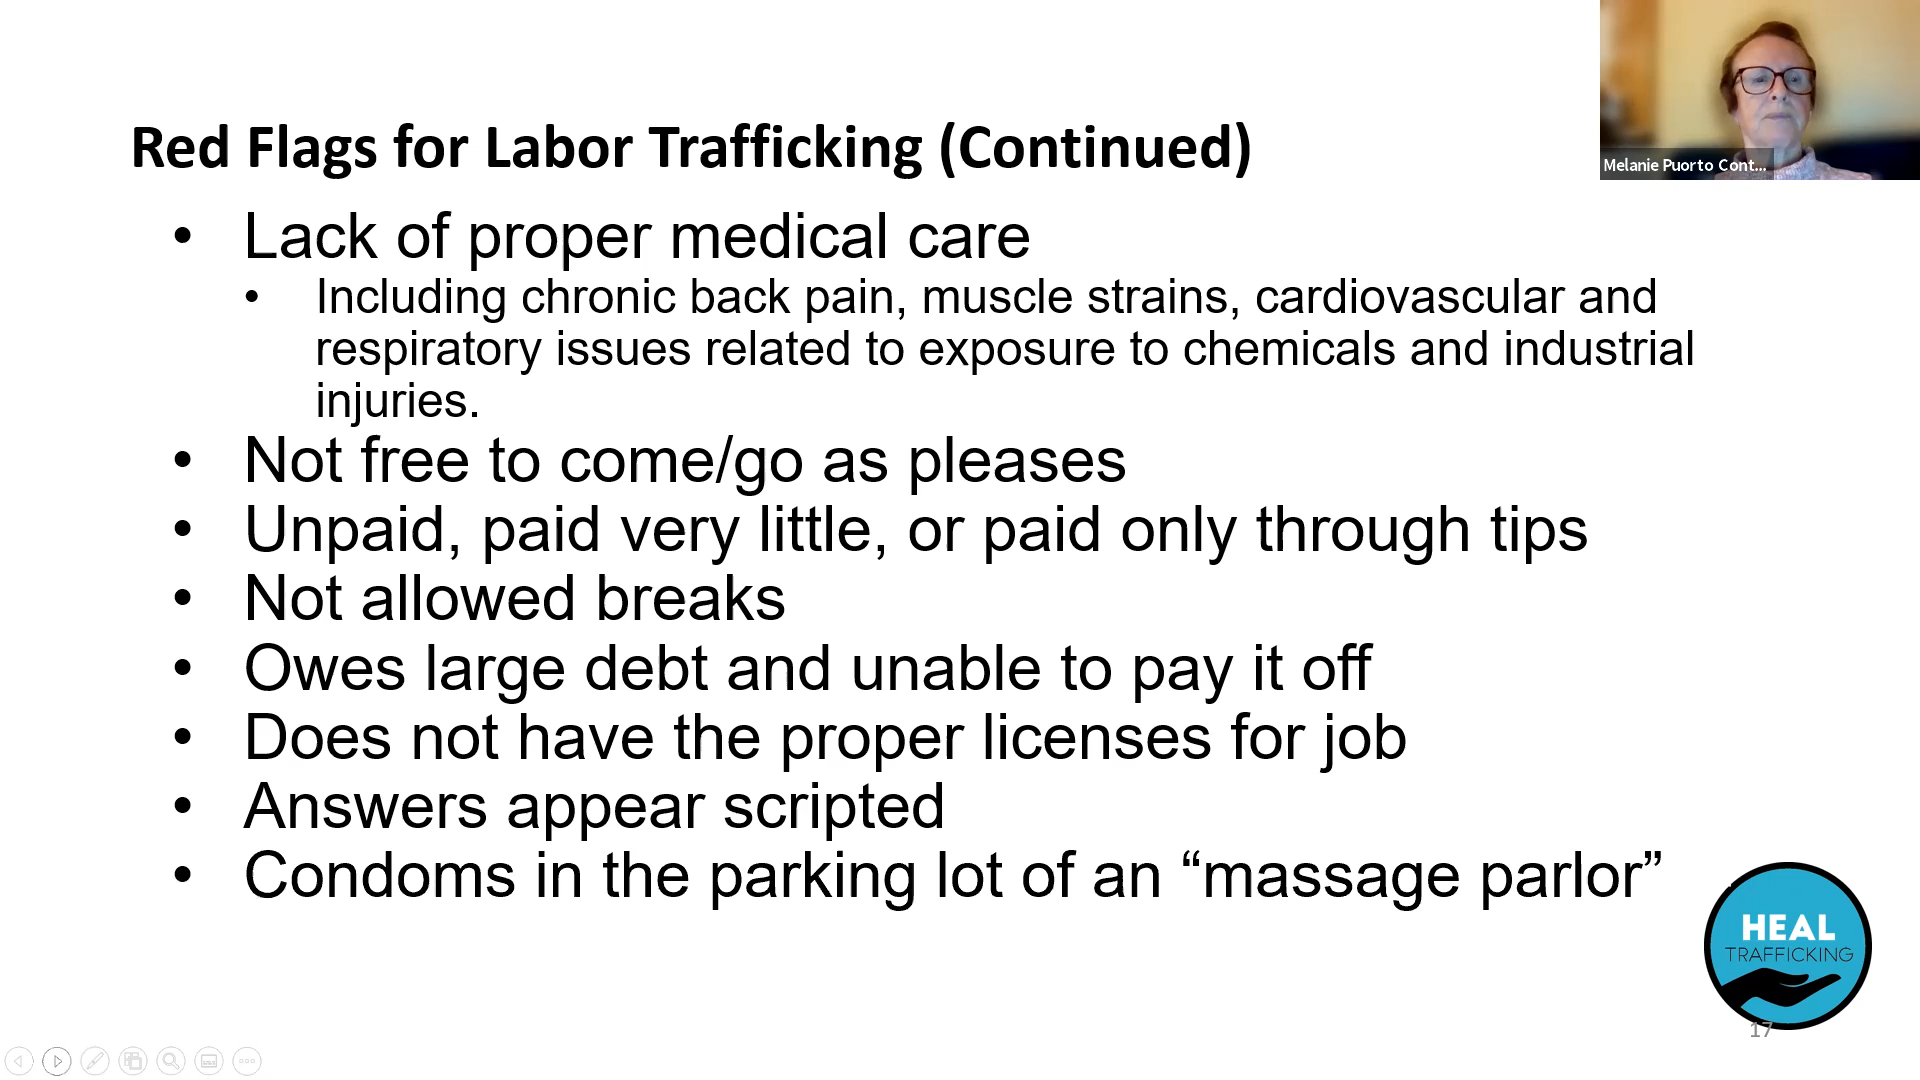 Red Flags for Labor Trafficking (Continued)
Melanie Puorto Cont...
• Lack of proper medical care
• Including chronic back pain, muscle strains, cardiovascular and
respiratory issues related to exposure to chemicals and industrial
injuries.
• Not free to come/go as pleases
• Unpaid, paid very little, or paid only through tips
• Not allowed breaks
• Owes large debt and unable to pay it off
• Does not have the proper licenses for job
• Answers appear scripted
• Condoms in the parking lot of an “massage parlor”
HEAL
TRAFFICKING
17